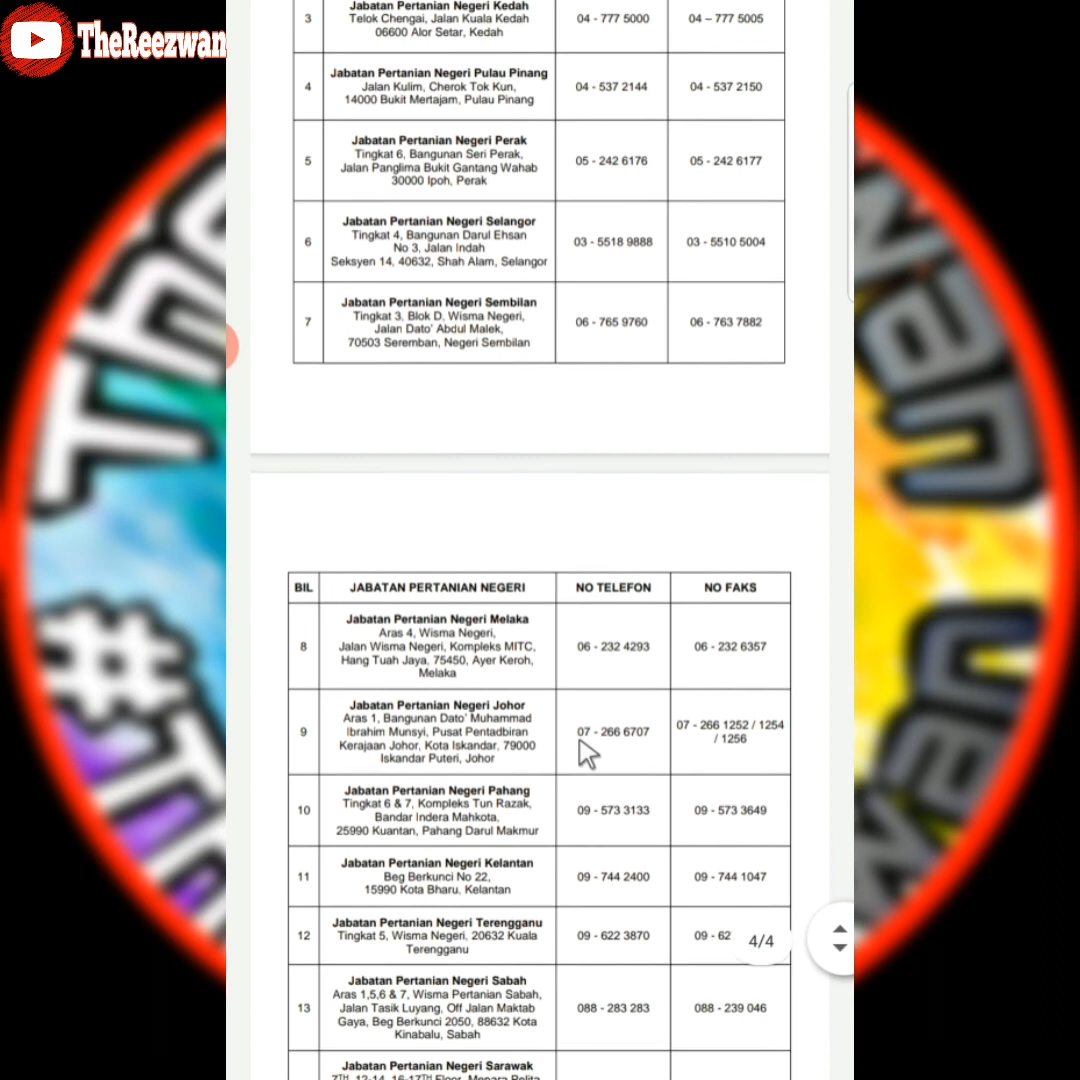 TheReezwan
3
Jabatan Pertanian Negeri Kedah
Telok Chengai, Jalan Kuala Kedah
06600 Alor Setar, Kedah
04 - 777 5000
04 – 777 5005
4
Jabatan Pertanian Negeri Pulau Pinang
Jalan Kulim, Cherok Tok Kun,
14000 Bukit Mertajam, Pulau Pinang
04 - 537 2144
04 - 537 2150
5
Jabatan Pertanian Negeri Perak
Tingkat 6, Bangunan Seri Perak,
Jalan Panglima Bukit Gantang Wahab
30000 Ipoh, Perak
05 - 242 6176
05 - 242 6177
6
Jabatan Pertanian Negeri Selangor
Tingkat 4, Bangunan Darul Ehsan
No 3, Jalan Indah
Seksyen 14, 40632, Shah Alam, Selangor
03 - 5518 9888
03 - 5510 5004
7
Jabatan Pertanian Negeri Sembilan
Tingkat 3, Blok D, Wisma Negeri,
Jalan Dato' Abdul Malek,
70503 Seremban, Negeri Sembilan
06 - 765 9760
06 - 763 7882
BIL JABATAN PERTANIAN NEGERI NO TELEFON NO FAKS
8
Jabatan Pertanian Negeri Melaka
Aras 4, Wisma Negeri,
Jalan Wisma Negeri, Kompleks MITC,
Hang Tuah Jaya, 75450, Ayer Keroh,
Melaka
06 - 232 4293
06 - 232 6357
9
Jabatan Pertanian Negeri Johor
Aras 1, Bangunan Dato' Muhammad
Ibrahim Munsyi, Pusat Pentadbiran
Kerajaan Johor, Kota Iskandar, 79000
Iskandar Puteri, Johor
07 - 266 6707
07 - 266 1252 / 1254
/ 1256
10
Jabatan Pertanian Negeri Pahang
Tingkat 6 & 7, Kompleks Tun Razak,
Bandar Indera Mahkota,
25990 Kuantan, Pahang Darul Makmur
09 - 573 3133
09 - 573 3649
11
Jabatan Pertanian Negeri Kelantan
Beg Berkunci No 22,
15990 Kota Bharu, Kelantan
09 - 744 2400
09 - 744 1047
12
Jabatan Pertanian Negeri Terengganu
Tingkat 5, Wisma Negeri, 20632 Kuala
Terengganu
09 - 622 3870
09 - 62
4/4
13
Jabatan Pertanian Negeri Sabah
Aras 1,5,6 & 7, Wisma Pertanian Sabah,
Jalan Tasik Luyang, Off Jalan Maktab
Gaya, Beg Berkunci 2050, 88632 Kota
Kinabalu, Sabah
088 - 283 283
088 - 239 046
Jabatan Pertanian Negeri Sarawak
7TH, 12-14, 16-17TH Floor, Menara Pelita,